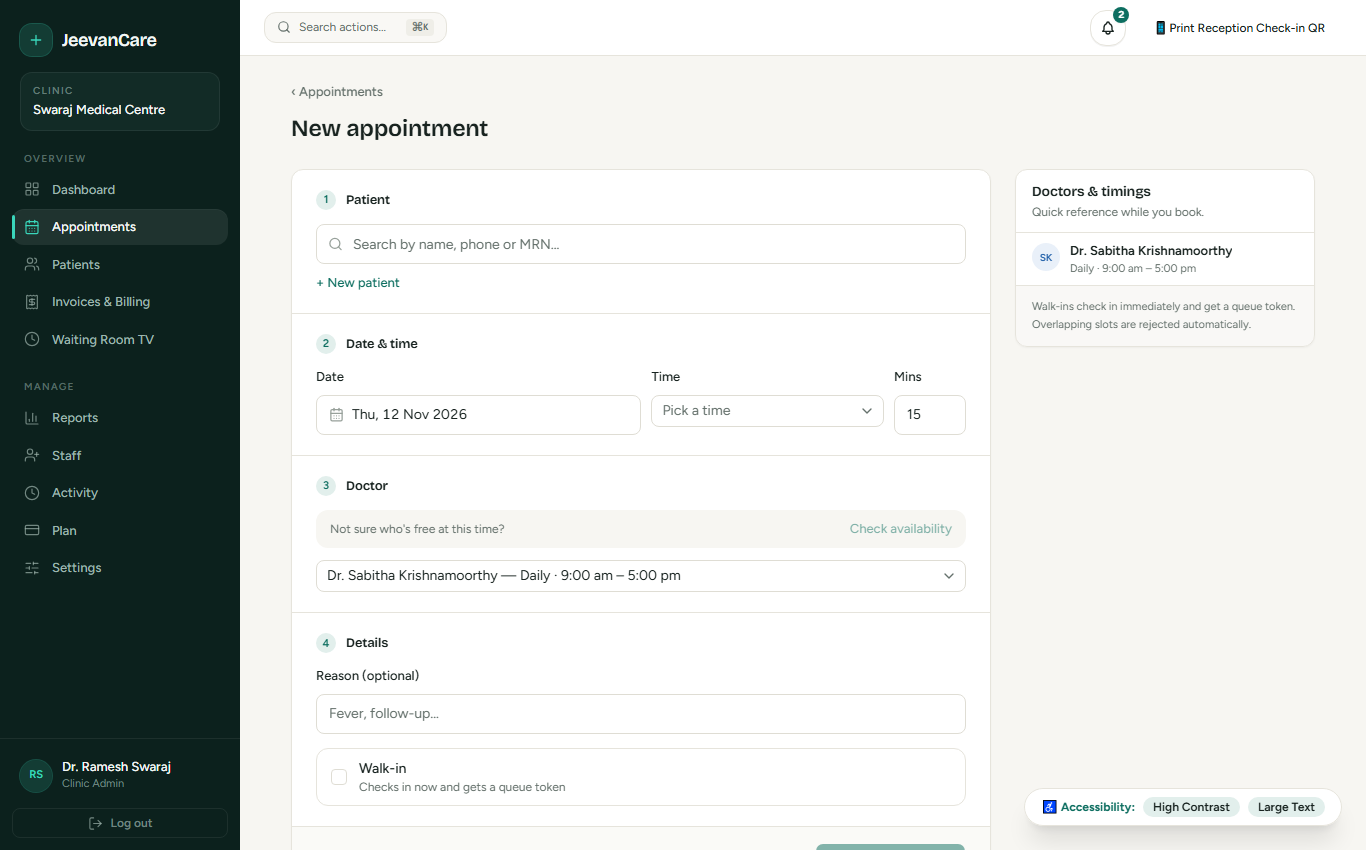 JeevanCare
CLINIC
Swaraj Medical Centre
OVERVIEW
Dashboard
Appointments
Patients
Invoices & Billing
Waiting Room TV
MANAGE
Reports
Staff
Activity
Plan
Settings
RS
Dr. Ramesh Swaraj
Clinic Admin
Log out
Search actions... ⌘K
2
Print Reception Check-in QR
‹ Appointments
New appointment
1 Patient
Search by name, phone or MRN...
+ New patient
2 Date & time
Date Time Mins
Thu, 12 Nov 2026 Pick a time 15
3 Doctor
Not sure who's free at this time? Check availability
Dr. Sabitha Krishnamoorthy — Daily · 9:00 am – 5:00 pm
4 Details
Reason (optional)
Fever, follow-up...
Walk-in
Checks in now and gets a queue token
Doctors & timings
Quick reference while you book.
SK
Dr. Sabitha Krishnamoorthy
Daily · 9:00 am – 5:00 pm
Walk-ins check in immediately and get a queue token.
Overlapping slots are rejected automatically.
Accessibility: High Contrast Large Text